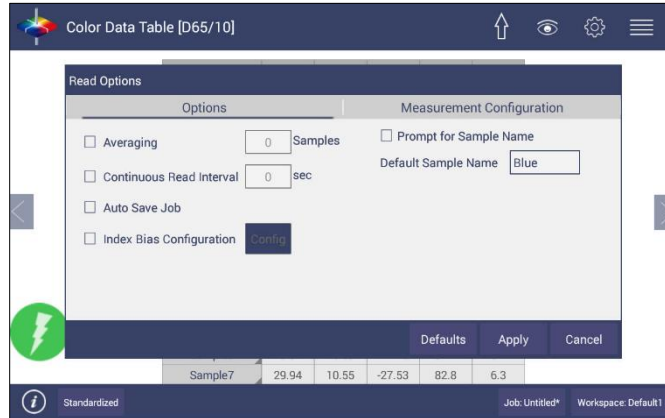 Color Data Table [D65/10]
Read Options
Options
Measurement Configuration
Averaging 0 Samples
Prompt for Sample Name
Continuous Read Interval 0 sec
Default Sample Name Blue
Auto Save Job
Index Bias Configuration Config
Defaults Apply Cancel
Sample7 29.94 10.55 -27.53 82.8 6.3
i Standardized Job: Untitled* Workspace: Default1